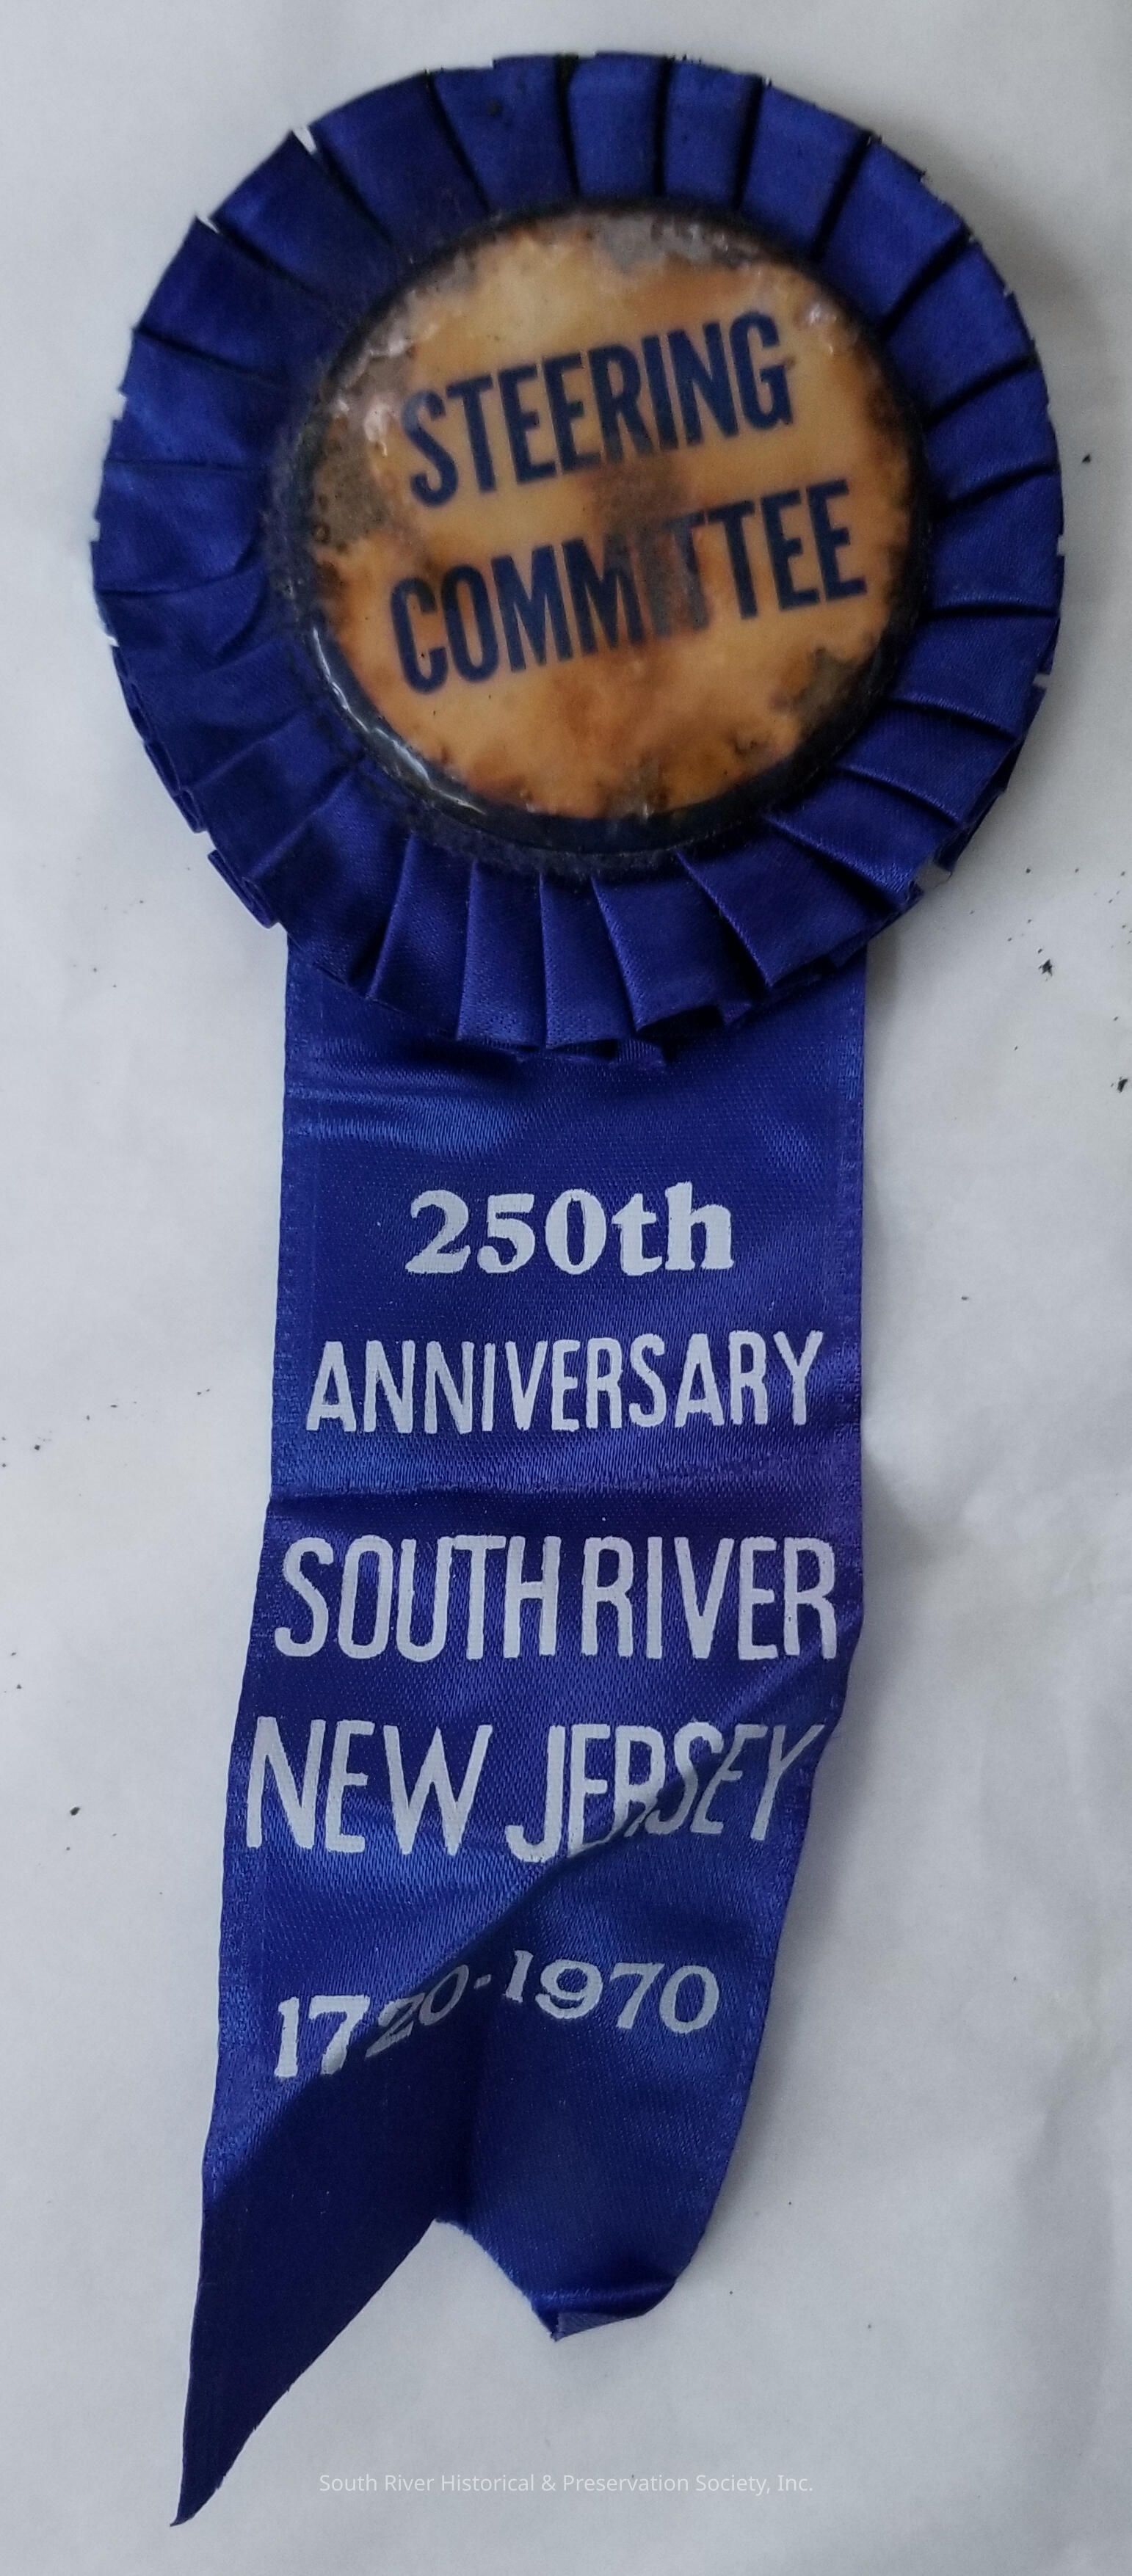 STEERING
COMMITTEE
250th
ANNIVERSARY
SOUTH RIVER
NEW JERSEY
1720-1970
South River Historical & Preservation Society, Inc.